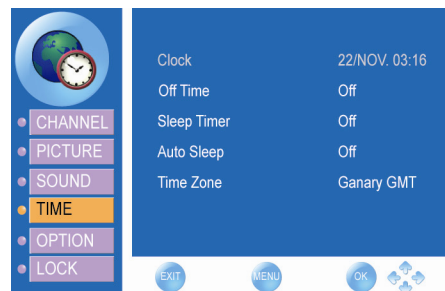 CHANNEL
PICTURE
SOUND
TIME
OPTION
LOCK
Clock 22/NOV. 03:16
Off Time Off
Sleep Timer Off
Auto Sleep Off
Time Zone Ganary GMT
EXIT MENU OK